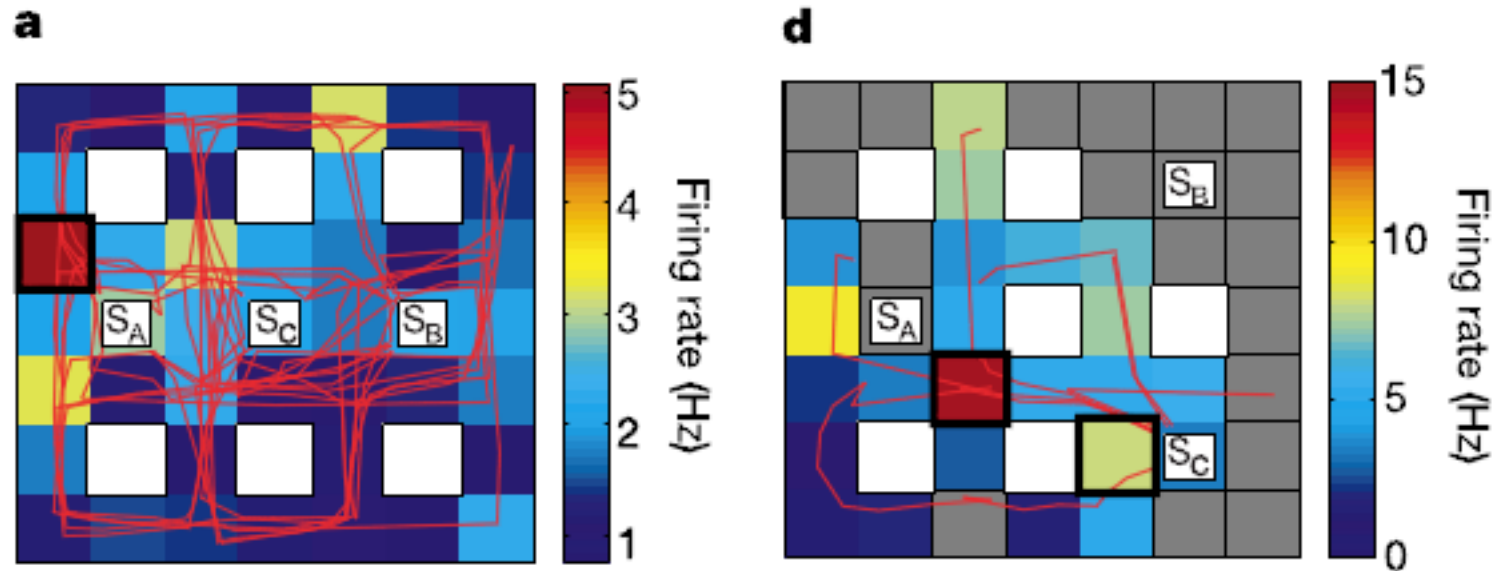 a
S_A
S_C
S_B
5
4
3
2
1
Firing rate (Hz)
d
S_B
S_A
S_C
15
10
5
0
Firing rate (Hz)